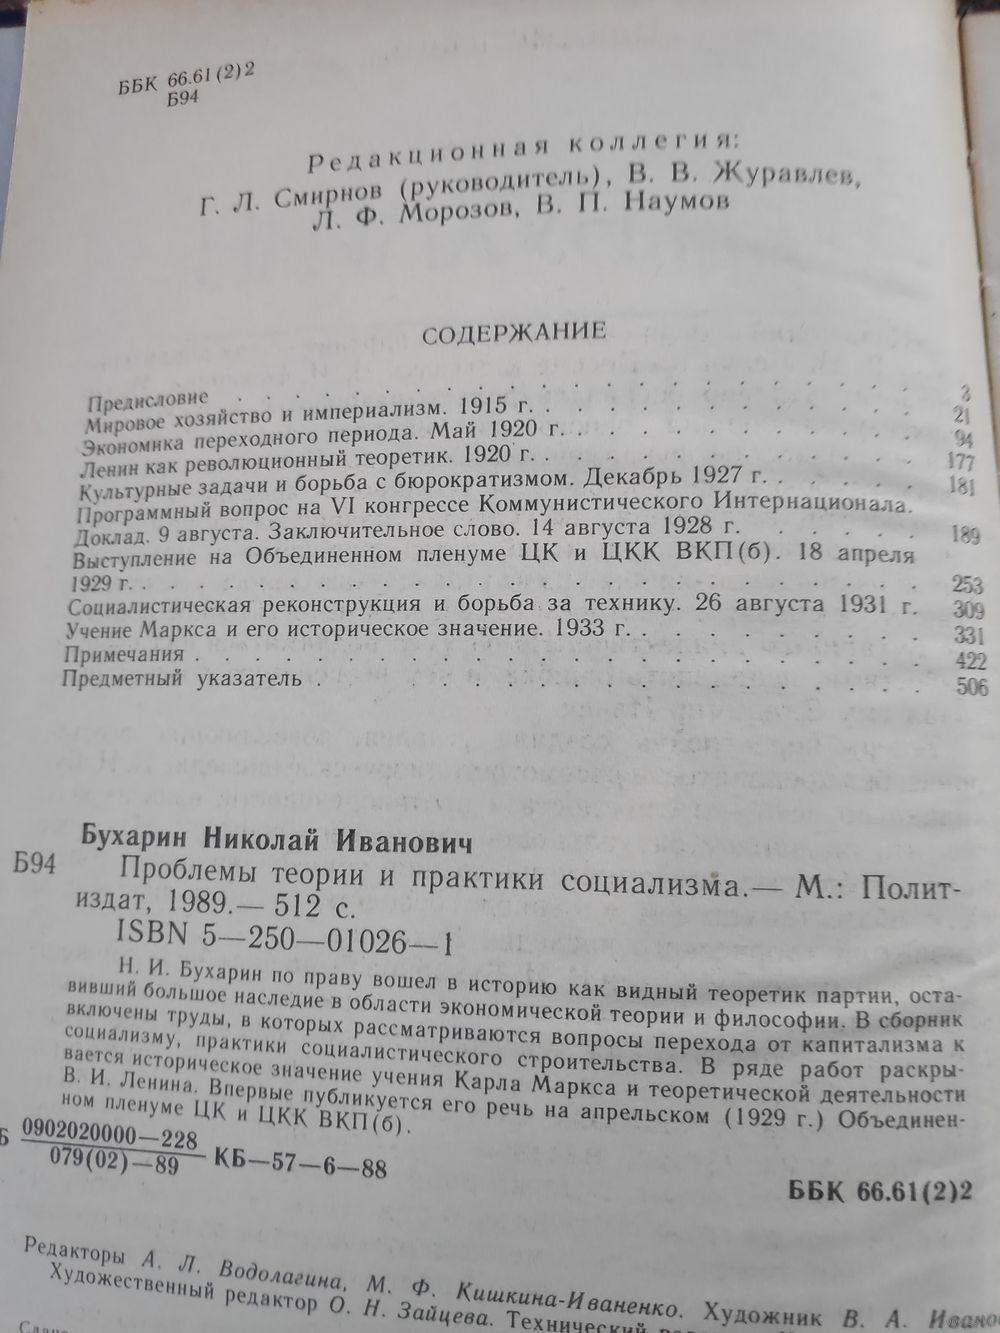 ББК 66.61(2)2
Б94
Редакционная коллегия:
Г. Л. Смирнов (руководитель), В. В. Журавлев,
Л. Ф. Морозов, В. П. Наумов
СОДЕРЖАНИЕ
Предисловие . . . . . . . . . . . . . . . . 3
Мировое хозяйство и империализм. 1915 г. . . . . . . . . . . 21
Экономика переходного периода. Май 1920 г. . . . . . . . . . 94
Ленин как революционный теоретик. 1920 г. . . . . . . . . . . 177
Культурные задачи и борьба с бюрократизмом. Декабрь 1927 г. . . . . . 181
Программный вопрос на VI конгрессе Коммунистического Интернационала.
Доклад. 9 августа. Заключительное слово. 14 августа 1928 г. . . . . . 189
Выступление на Объединенном пленуме ЦК и ЦКК ВКП(б). 18 апреля
1929 г. . . . . . . . . . . . . . . . . . . 253
Социалистическая реконструкция и борьба за технику. 26 августа 1931 г. 309
Учение Маркса и его историческое значение. 1933 г. . . . . . . . . 331
Примечания . . . . . . . . . . . . . . . . . 422
Предметный указатель . . . . . . . . . . . . . 506
Бухарин Николай Иванович
Б94 Проблемы теории и практики социализма.— М.: Полит-
издат, 1989.— 512 с.
ISBN 5—250—01026—1
Н. И. Бухарин по праву вошел в историю как видный теоретик партии, оста-
вивший большое наследие в области экономической теории и философии. В сборник
включены труды, в которых рассматриваются вопросы перехода от капитализма к
социализму, практики социалистического строительства. В ряде работ раскры-
вается историческое значение учения Карла Маркса и теоретической деятельности
В. И. Ленина. Впервые публикуется его речь на апрельском (1929 г.) Объединен-
ном пленуме ЦК и ЦКК ВКП(б).
Б 0902020000—228
079(02)—89 КБ—57—6—88
ББК 66.61(2)2
Редакторы А. Л. Водолагина, М. Ф. Кишкина-Иваненко. Художник В. А. Ивано
Художественный редактор О. Н. Зайцева. Технический